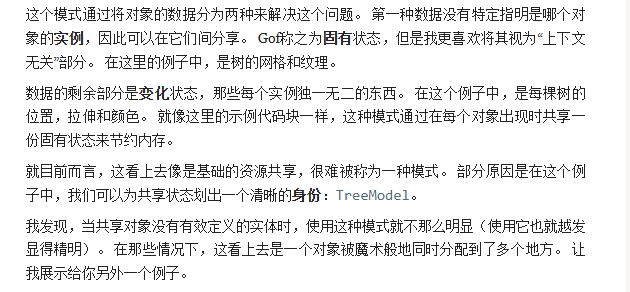 这个模式通过将对象的数据分为两种来解决这个问题。 第一种数据没有特定指明是哪个对
象的实例，因此可以在它们间分享。 Gof称之为固有状态，但是我更喜欢将其视为“上下文
无关”部分。 在这里的例子中，是树的网格和纹理。
数据的剩余部分是变化状态，那些每个实例独一无二的东西。 在这个例子中，是每棵树的
位置，拉伸和颜色。 就像这里的示例代码块一样，这种模式通过在每个对象出现时共享一
份固有状态来节约内存。
就目前而言，这看上去像是基础的资源共享，很难被称为一种模式。 部分原因是在这个例
子中，我们可以为共享状态划出一个清晰的身份：TreeModel。
我发现，当共享对象没有有效定义的实体时，使用这种模式就不那么明显（使用它也就越发
显得精明）。 在那些情况下，这看上去是一个对象被魔术般地同时分配到了多个地方。 让
我展示给你另外一个例子。